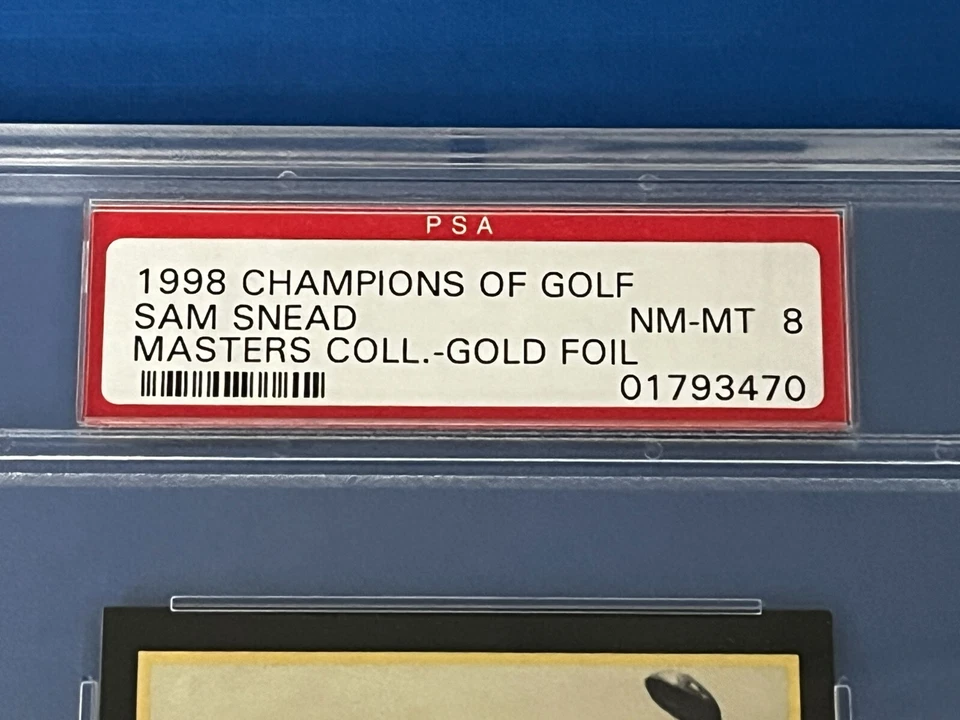 PSA
1998 CHAMPIONS OF GOLF
SAM SNEAD NM-MT 8
MASTERS COLL.-GOLD FOIL
01793470